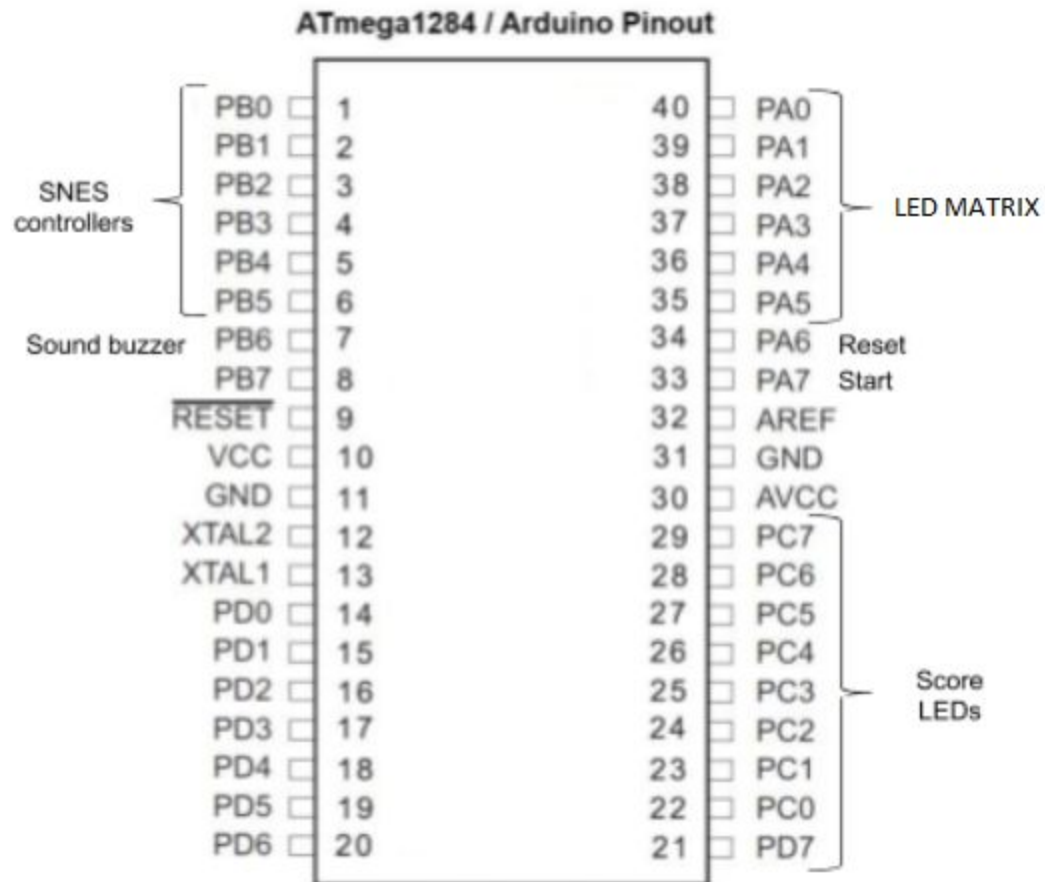 ATmega1284 / Arduino Pinout
PB0 1 40 PA0
PB1 2 39 PA1
PB2 3 38 PA2
SNES
controllers
PB3 4 37 PA3
LED MATRIX
PB4 5 36 PA4
PB5 6 35 PA5
Sound buzzer PB6 7 34 PA6 Reset
PB7 8 33 PA7 Start
RESET 9 32 AREF
VCC 10 31 GND
GND 11 30 AVCC
XTAL2 12 29 PC7
XTAL1 13 28 PC6
PD0 14 27 PC5
PD1 15 26 PC4
PD2 16 25 PC3
Score
LEDs
PD3 17 24 PC2
PD4 18 23 PC1
PD5 19 22 PC0
PD6 20 21 PD7